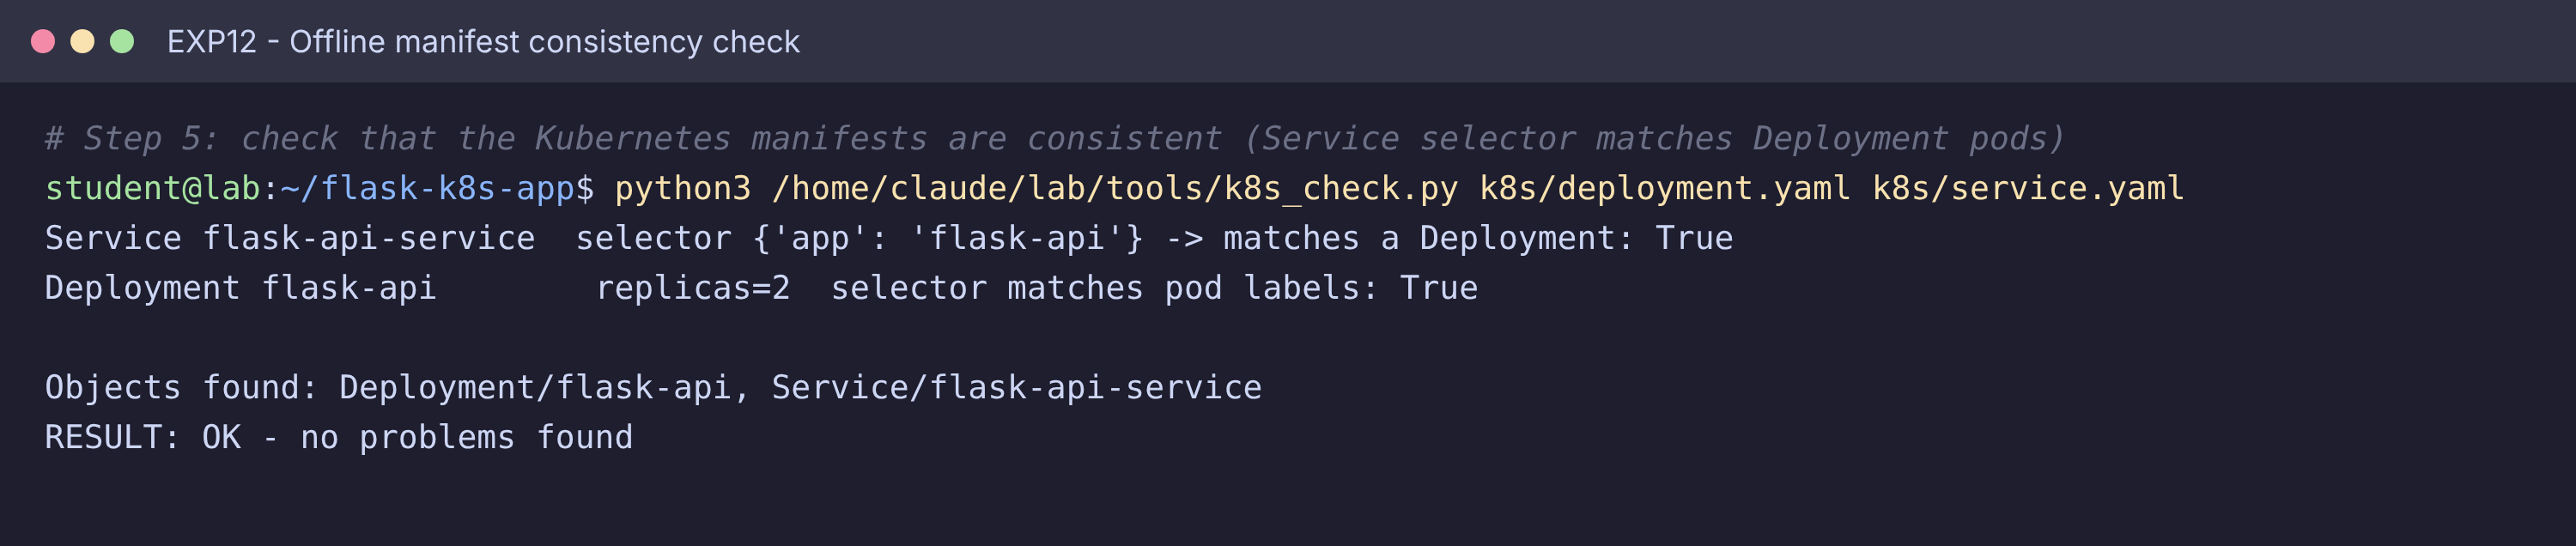 EXP12 - Offline manifest consistency check
# Step 5: check that the Kubernetes manifests are consistent (Service selector matches Deployment pods)
student@lab:~/flask-k8s-app$ python3 /home/claude/lab/tools/k8s_check.py k8s/deployment.yaml k8s/service.yaml
Service flask-api-service  selector {'app': 'flask-api'} -> matches a Deployment: True
Deployment flask-api        replicas=2  selector matches pod labels: True
Objects found: Deployment/flask-api, Service/flask-api-service
RESULT: OK - no problems found